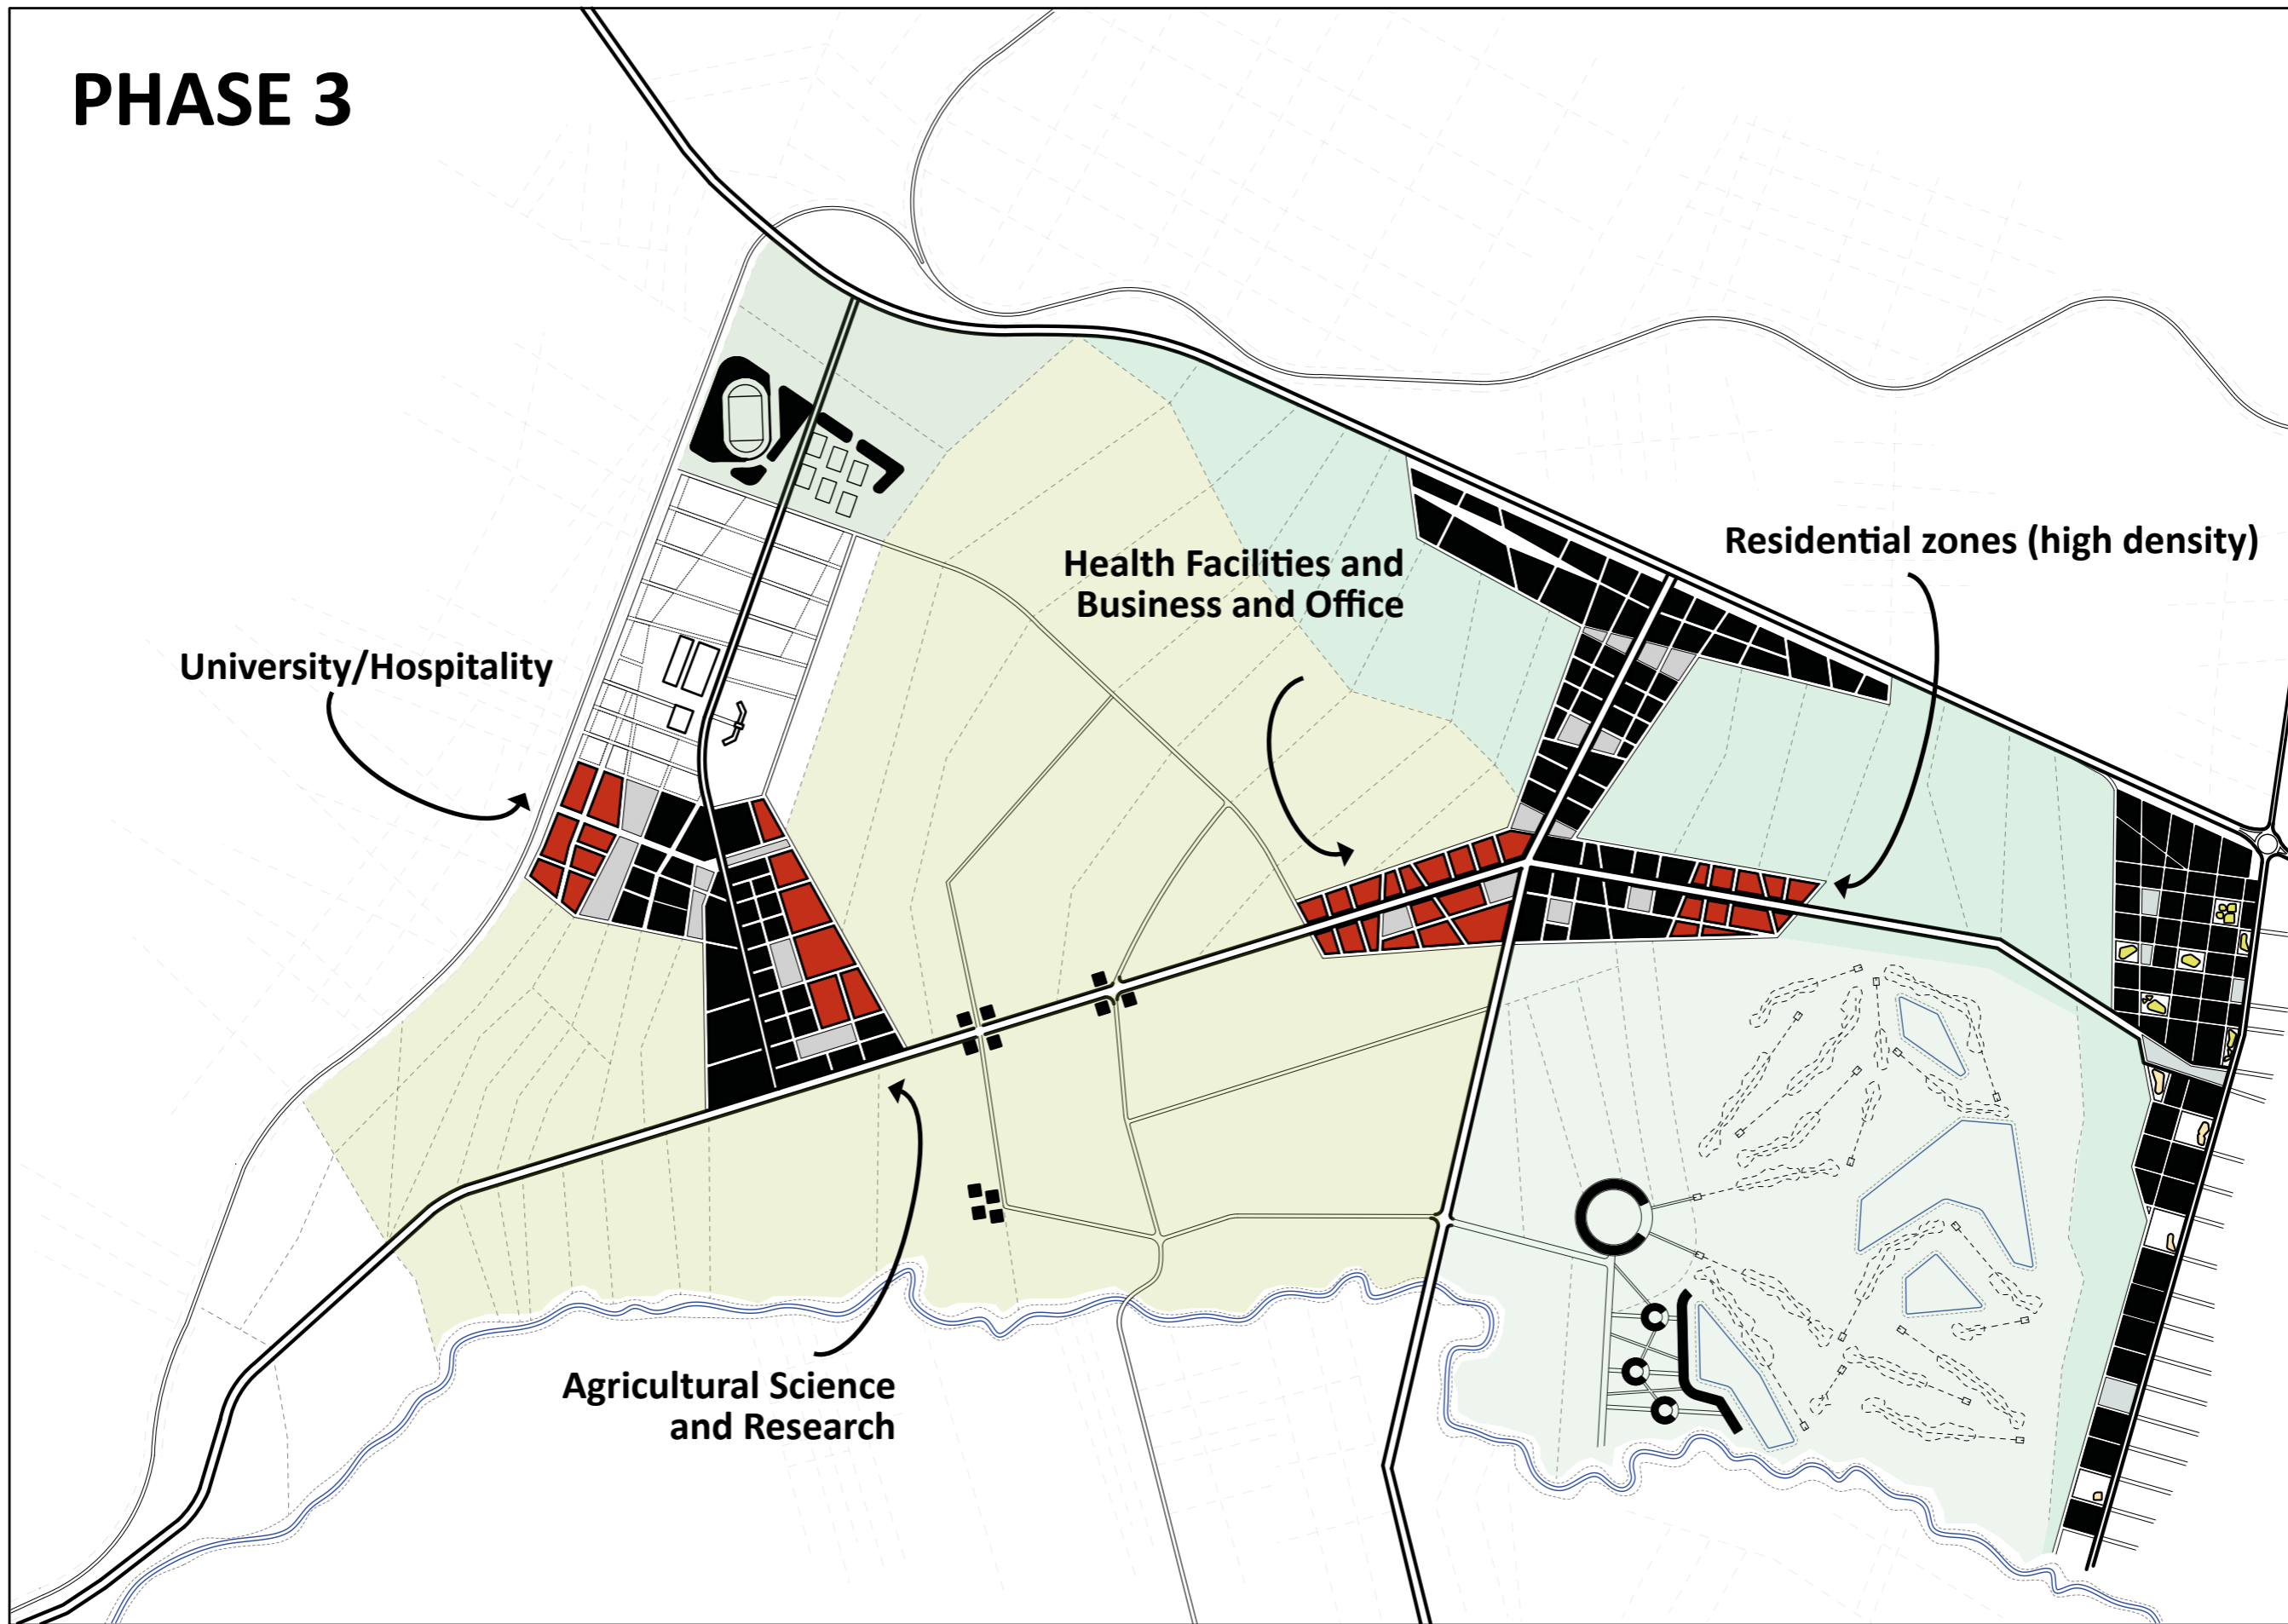 PHASE 3
Residential zones (high density)
Health Facilities and
Business and Office
University/Hospitality
Agricultural Science
and Research